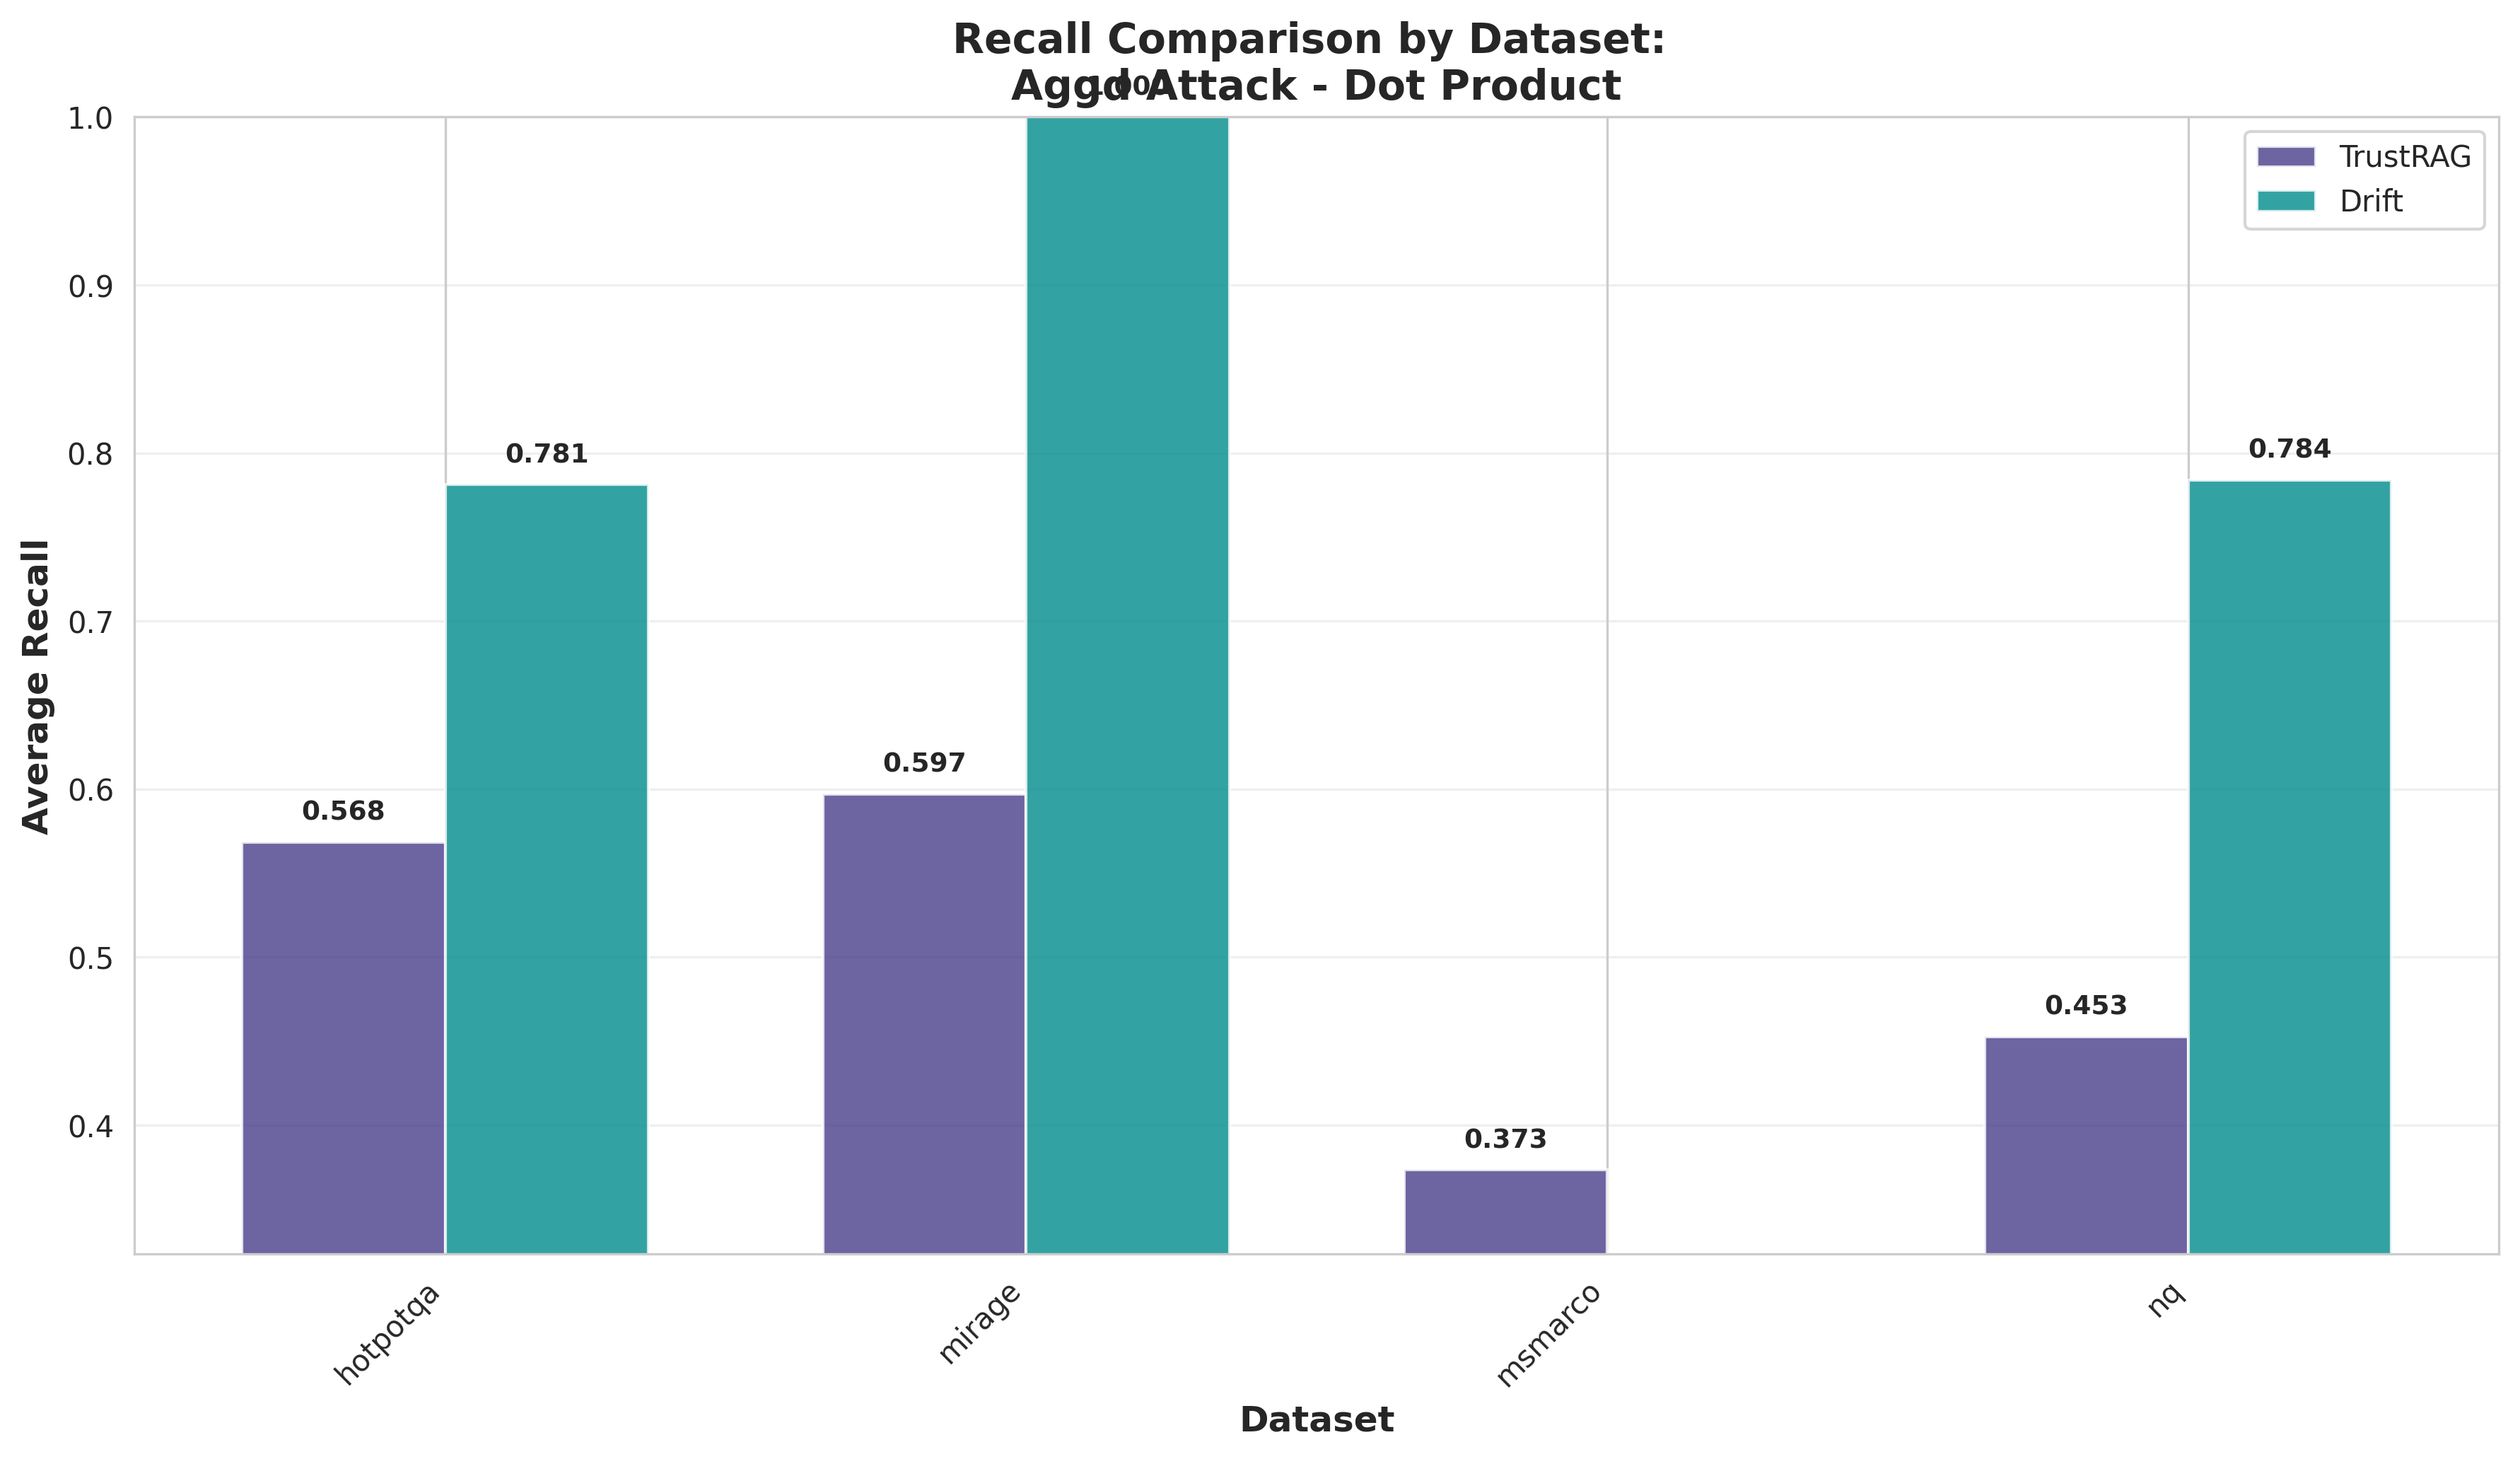 Recall Comparison by Dataset:
Aggd Attack - Dot Product
1.0
0.9
0.8
0.7
0.6
0.5
0.4
Average Recall
TrustRAG
Drift
0.568
0.781
0.597
0.373
0.453
0.784
hotpotqa
mirage
msmarco
nq
Dataset